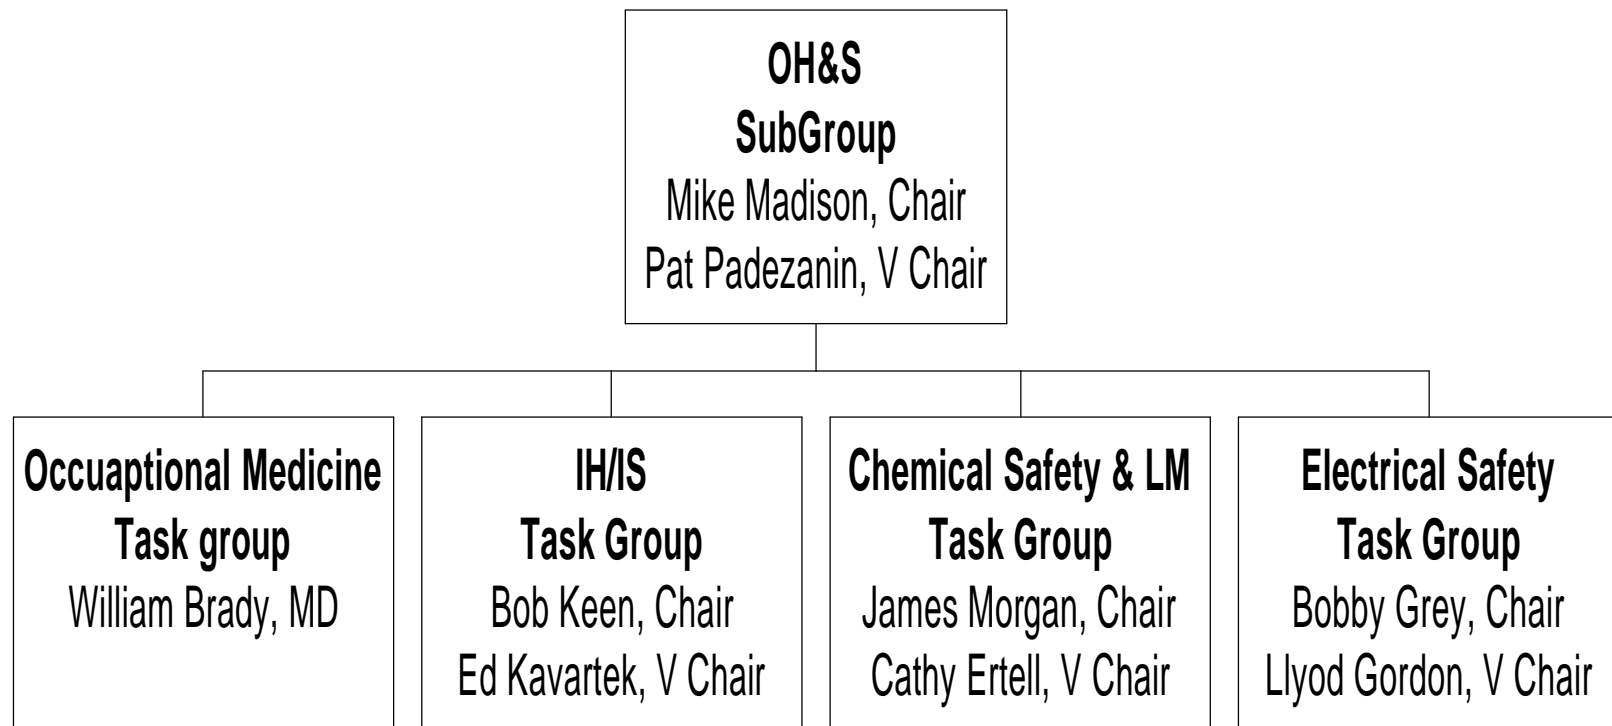 OH&S
SubGroup
Mike Madison, Chair
Pat Padezanin, V Chair
Occuaptional Medicine
Task group
William Brady, MD
IH/IS
Task Group
Bob Keen, Chair
Ed Kavartek, V Chair
Chemical Safety & LM
Task Group
James Morgan, Chair
Cathy Ertell, V Chair
Electrical Safety
Task Group
Bobby Grey, Chair
Llyod Gordon, V Chair